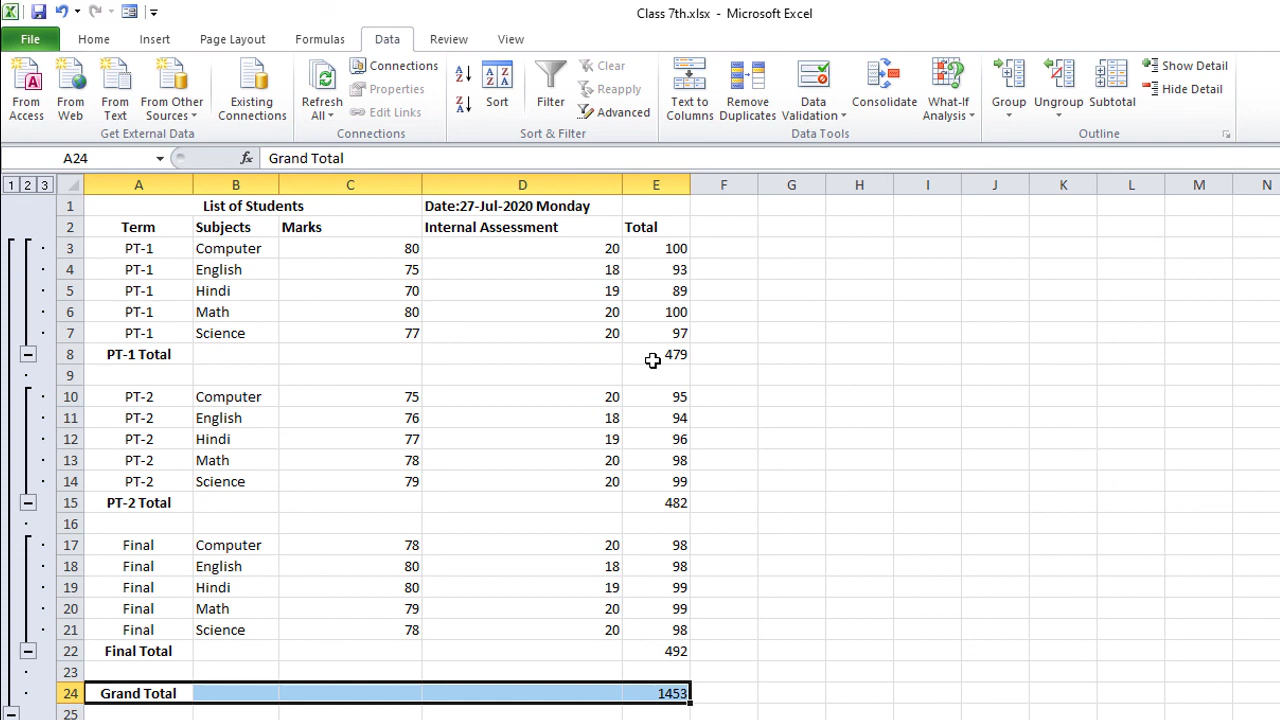 Class 7th.xlsx - Microsoft Excel
File Home Insert Page Layout Formulas Data Review View
From Access
From Web
From Text
From Other Sources
Existing Connections
Get External Data
Refresh All
Connections
Properties
Edit Links
Connections
A Z
Z A
A Z Z A
Sort
Filter
Clear
Reapply
Advanced
Sort & Filter
Text to Columns
Remove Duplicates
Data Validation
Consolidate
What-If Analysis
Data Tools
Group
Ungroup
Subtotal
Show Detail
Hide Detail
Outline
A24 fx Grand Total
1 2 3 A B C D E F G H I J K L M N
1 List of Students Date:27-Jul-2020 Monday
2 Term Subjects Marks Internal Assessment Total
3 PT-1 Computer 80 20 100
4 PT-1 English 75 18 93
5 PT-1 Hindi 70 19 89
6 PT-1 Math 80 20 100
7 PT-1 Science 77 20 97
8 PT-1 Total 479
9
10 PT-2 Computer 75 20 95
11 PT-2 English 76 18 94
12 PT-2 Hindi 77 19 96
13 PT-2 Math 78 20 98
14 PT-2 Science 79 20 99
15 PT-2 Total 482
16
17 Final Computer 78 20 98
18 Final English 80 18 98
19 Final Hindi 80 19 99
20 Final Math 79 20 99
21 Final Science 78 20 98
22 Final Total 492
23
24 Grand Total 1453
25